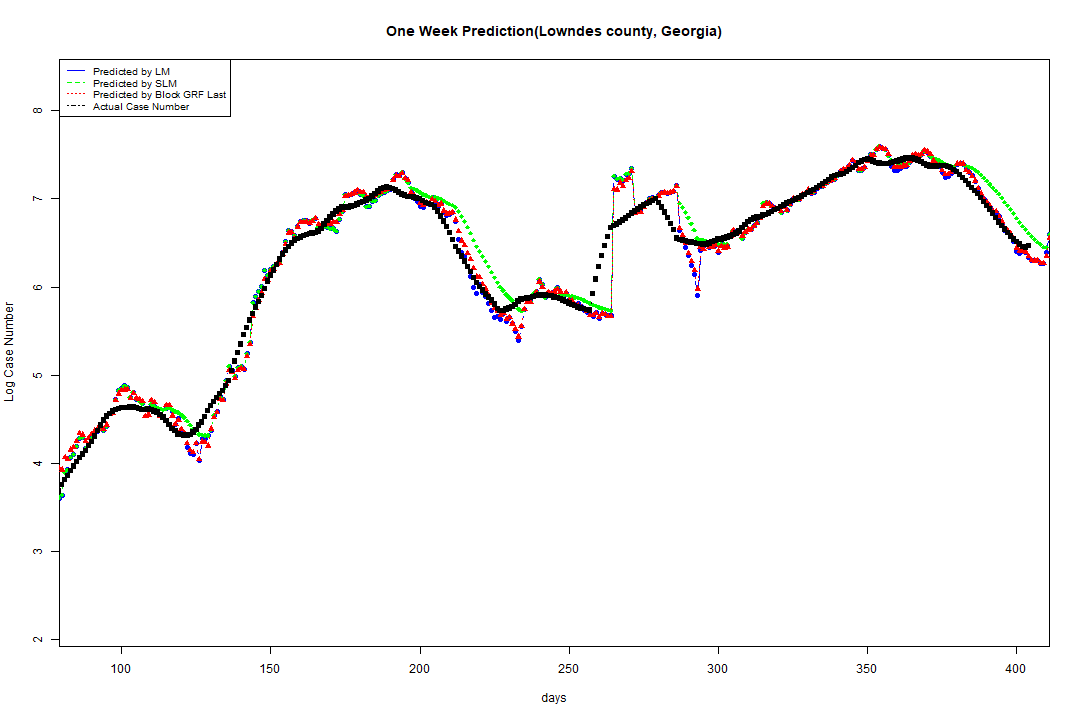 One Week Prediction(Lowndes county, Georgia)
Predicted by LM
Predicted by SLM
Predicted by Block GRF Last
Actual Case Number
8
7
6
5
4
3
2
Log Case Number
100 150 200 250 300 350 400
days